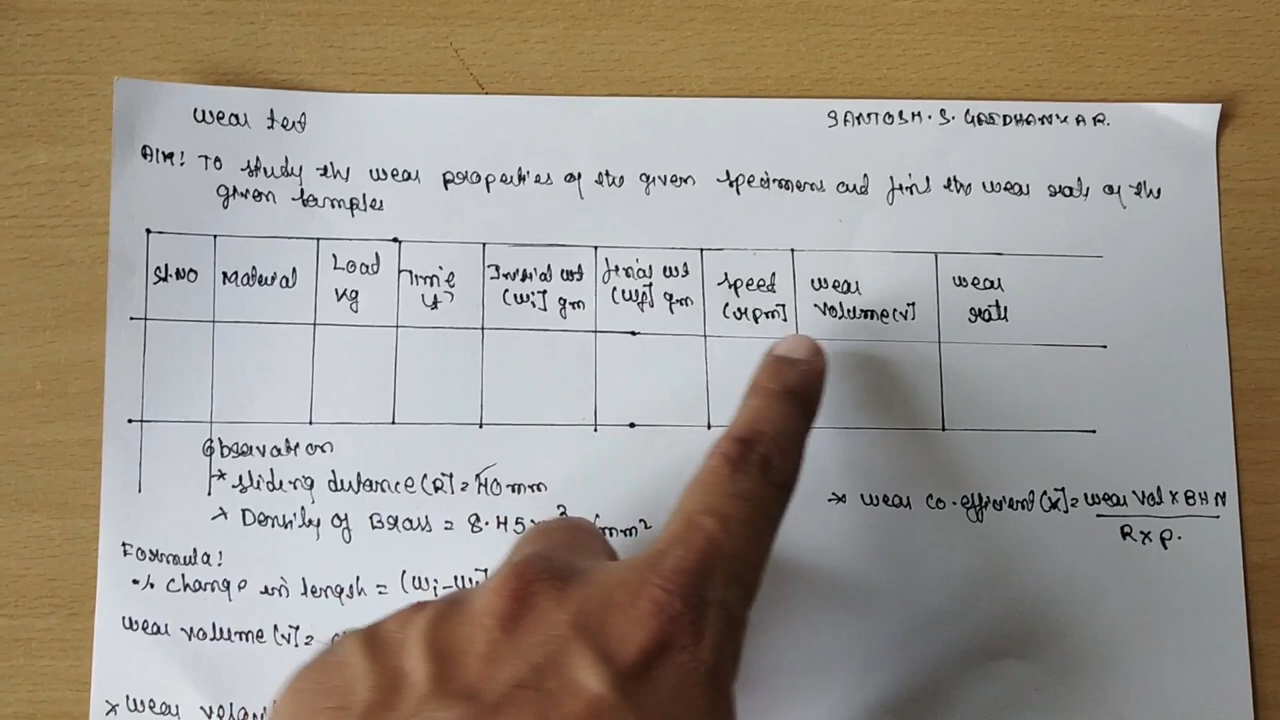 Wear test
SANTOSH.S. GAEDHANKAR.
AIM: TO study the wear properties of the given specimens and find the wear rate of the
given samples
Sl.NO
Material
Load
kg
Time
Initial wt
(Wi) gm
final wt
(Wf) gm
Speed
(rpm)
wear
volume(V)
wear
rate
Observation
* Sliding distance (R) = 40mm
* Density of Brass = 8.45 mm²
Formula:
% change in length = (Wi-
wear volume (V) =
* wear
* wear co.efficient (K) = wear vol x BHN
R x P.